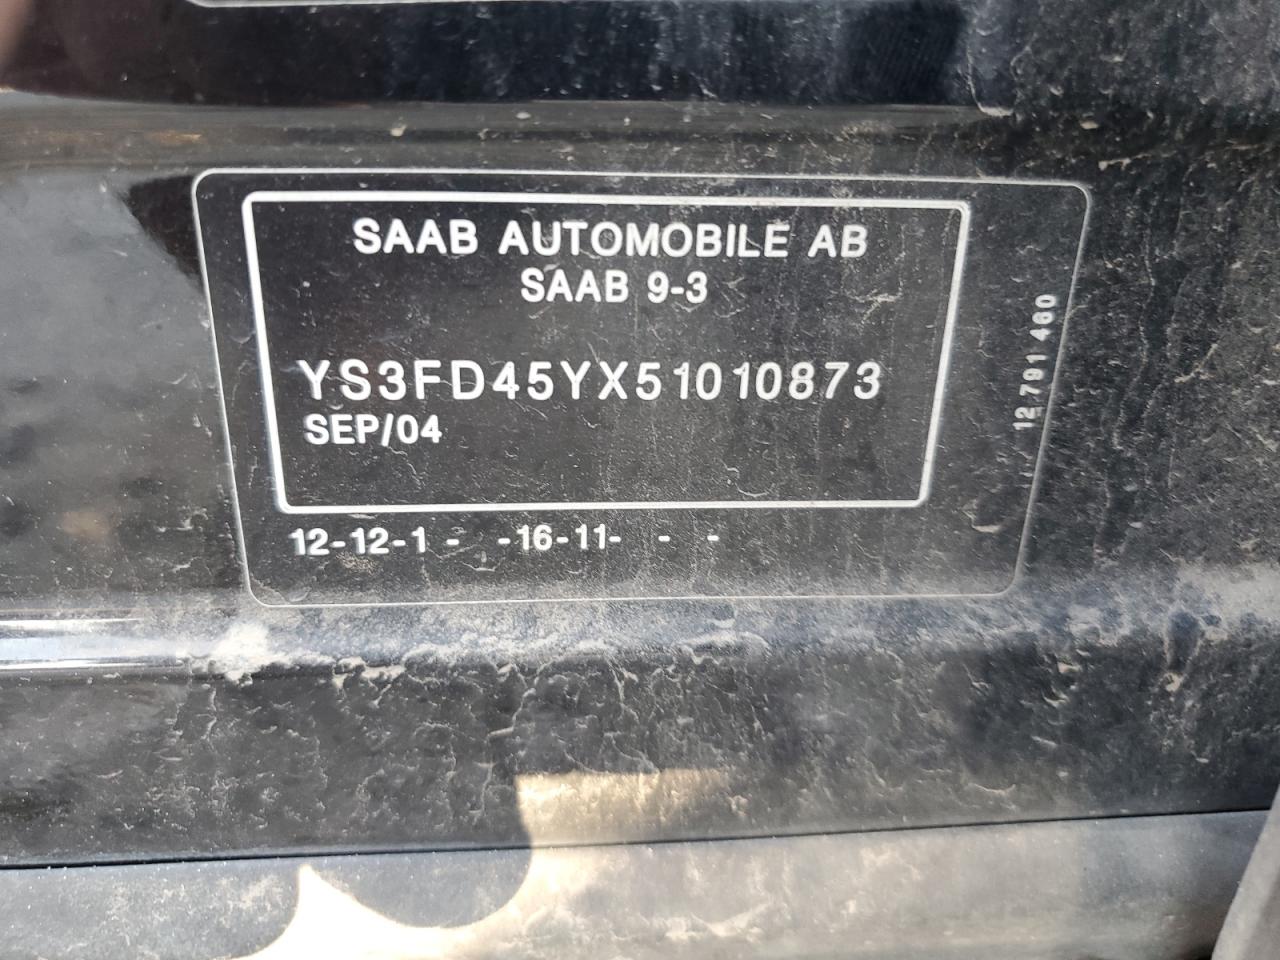 SAAB AUTOMOBILE AB
SAAB 9-3
YS3FD45YX51010873
SEP/04
12-12-1 - -16-11- - -
12 791 460